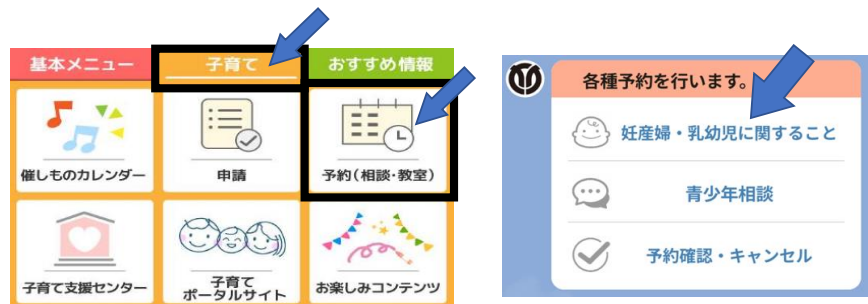 基本メニュー
子育て
おすすめ情報
催しものカレンダー
申請
予約(相談・教室)
子育て支援センター
子育て
ポータルサイト
お楽しみコンテンツ
各種予約を行います。
妊産婦・乳幼児に関すること
青少年相談
予約確認・キャンセル